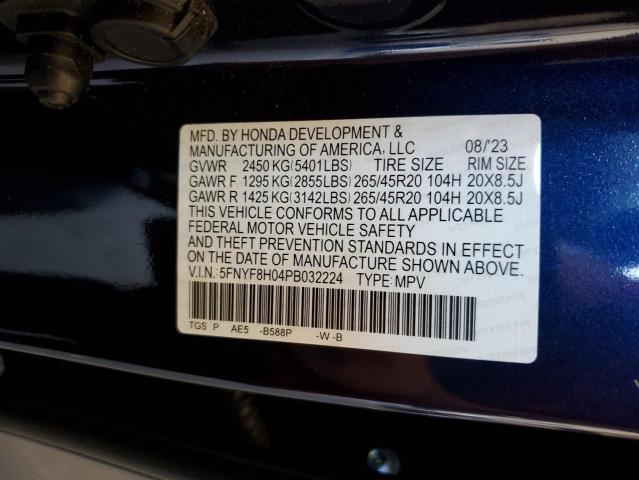 MFD. BY HONDA DEVELOPMENT &
MANUFACTURING OF AMERICA, LLC 08/'23
GVWR 2450 KG(5401LBS) TIRE SIZE RIM SIZE
GAWR F 1295 KG(2855LBS) 265/45R20 104H 20X8.5J
GAWR R 1425 KG(3142LBS) 265/45R20 104H 20X8.5J
THIS VEHICLE CONFORMS TO ALL APPLICABLE
FEDERAL MOTOR VEHICLE SAFETY
AND THEFT PREVENTION STANDARDS IN EFFECT
ON THE DATE OF MANUFACTURE SHOWN ABOVE.
V.I.N.:5FNYF8H04PB032224 TYPE:MPV
TGS P AE5 -B588P -W -B